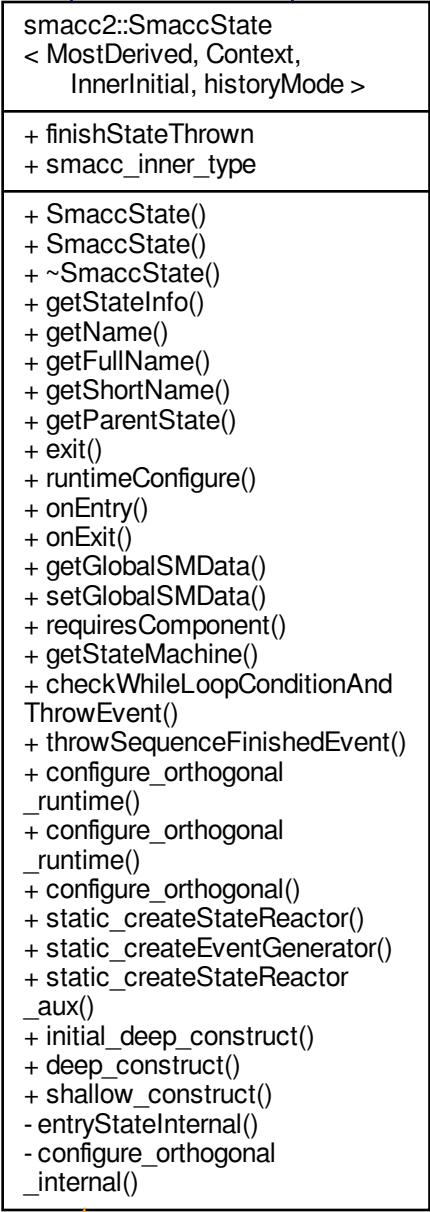 smacc2::SmaccState
< MostDerived, Context,
InnerInitial, historyMode >
+ finishStateThrown
+ smacc_inner_type
+ SmaccState()
+ SmaccState()
+ ~SmaccState()
+ getStateInfo()
+ getName()
+ getFullName()
+ getShortName()
+ getParentState()
+ exit()
+ runtimeConfigure()
+ onEntry()
+ onExit()
+ getGlobalSMData()
+ setGlobalSMData()
+ requiresComponent()
+ getStateMachine()
+ checkWhileLoopConditionAnd
ThrowEvent()
+ throwSequenceFinishedEvent()
+ configure_orthogonal
_runtime()
+ configure_orthogonal
_runtime()
+ configure_orthogonal()
+ static_createStateReactor()
+ static_createEventGenerator()
+ static_createStateReactor
_aux()
+ initial_deep_construct()
+ deep_construct()
+ shallow_construct()
- entryStateInternal()
- configure_orthogonal
_internal()